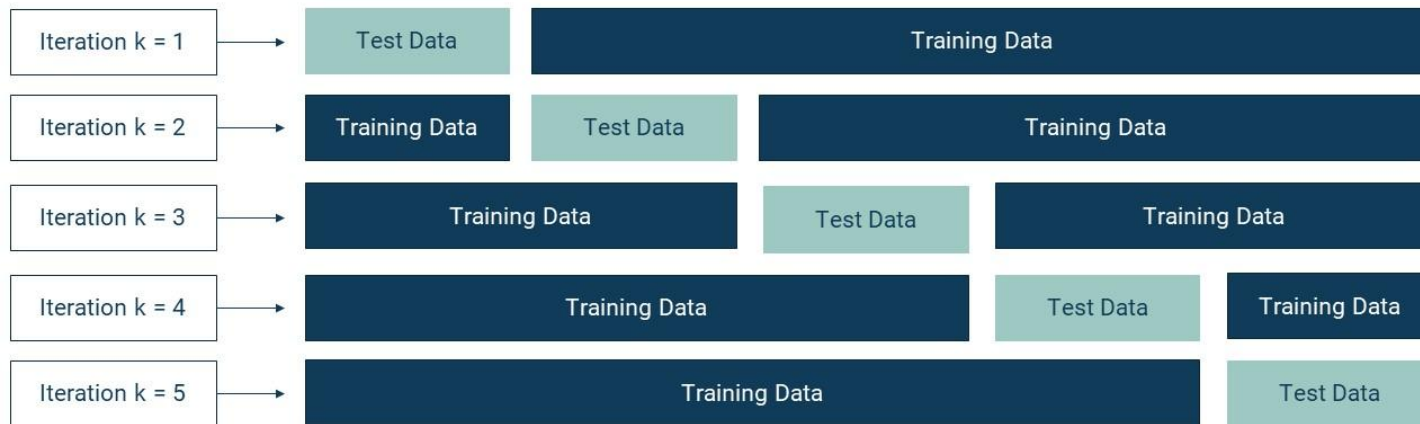 Iteration k = 1 Test Data Training Data
Iteration k = 2 Training Data Test Data Training Data
Iteration k = 3 Training Data Test Data Training Data
Iteration k = 4 Training Data Test Data Training Data
Iteration k = 5 Training Data Test Data